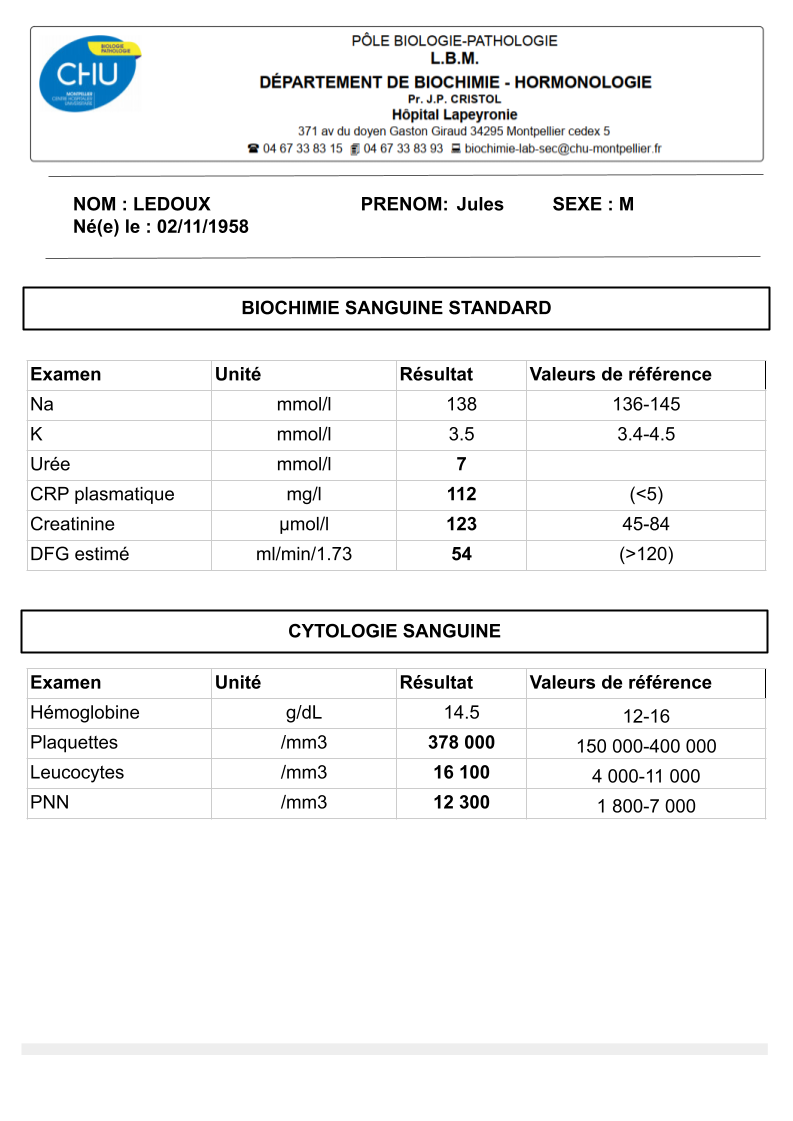 BIOLOGIE
PATHOLOGIE
CHU
MONTPELLIER
CENTRE HOSPITALIER
UNIVERSITAIRE
PÔLE BIOLOGIE-PATHOLOGIE
L.B.M.
DÉPARTEMENT DE BIOCHIMIE - HORMONOLOGIE
Pr. J.P. CRISTOL
Hôpital Lapeyronie
371 av du doyen Gaston Giraud 34295 Montpellier cedex 5
☎ 04 67 33 83 15 04 67 33 83 93 biochimie-lab-sec@chu-montpellier.fr
NOM : LEDOUX PRENOM: Jules SEXE : M
Né(e) le : 02/11/1958
BIOCHIMIE SANGUINE STANDARD
Examen Unité Résultat Valeurs de référence
Na mmol/l 138 136-145
K mmol/l 3.5 3.4-4.5
Urée mmol/l 7
CRP plasmatique mg/l 112 (<5)
Creatinine µmol/l 123 45-84
DFG estimé ml/min/1.73 54 (>120)
CYTOLOGIE SANGUINE
Examen Unité Résultat Valeurs de référence
Hémoglobine g/dL 14.5 12-16
Plaquettes /mm3 378 000 150 000-400 000
Leucocytes /mm3 16 100 4 000-11 000
PNN /mm3 12 300 1 800-7 000